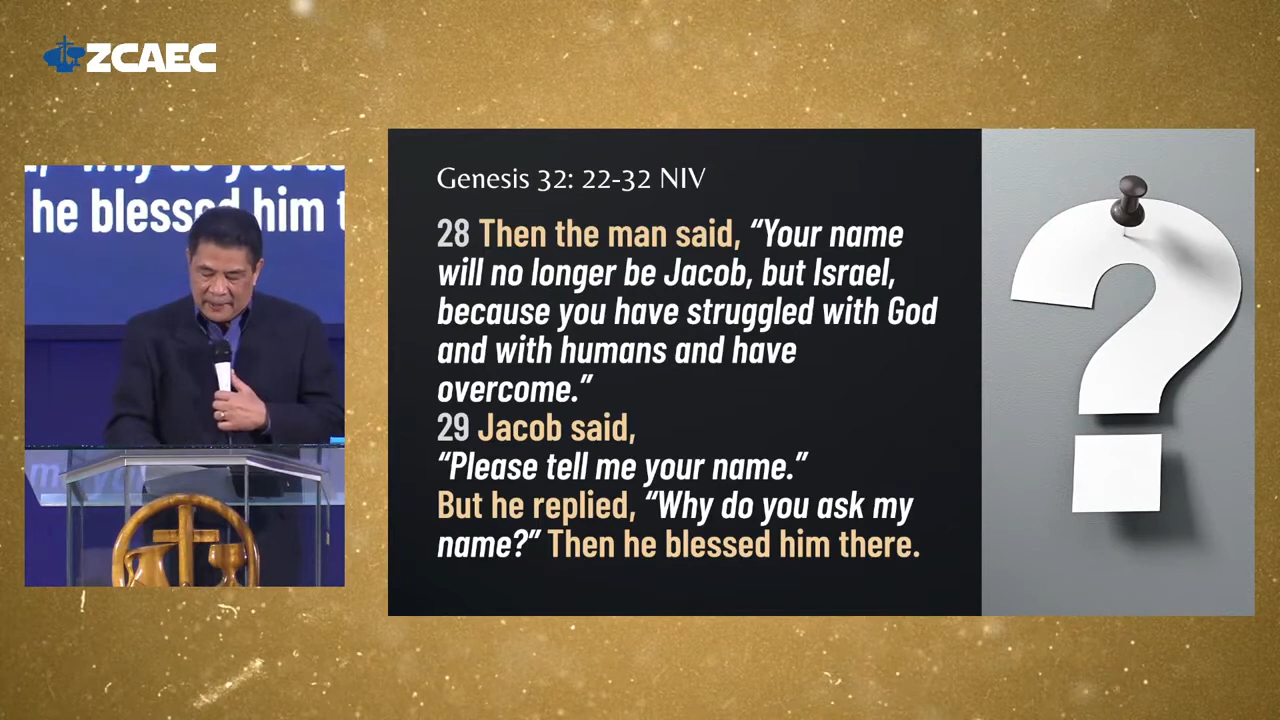 ZCAEC
he blessed him
Genesis 32: 22-32 NIV
28 Then the man said, “Your name
will no longer be Jacob, but Israel,
because you have struggled with God
and with humans and have
overcome.”
29 Jacob said,
“Please tell me your name.”
But he replied, “Why do you ask my
name?” Then he blessed him there.